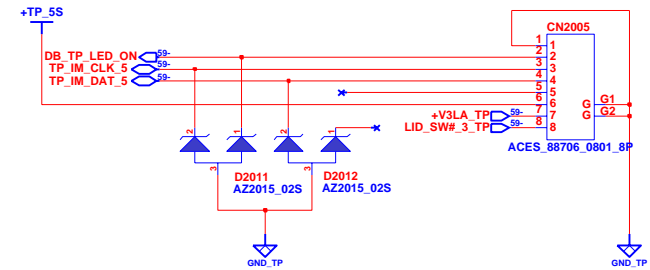 +TP_5S
CN2005
DB_TP_LED_ON 59-
TP_IM_CLK_5 59-
TP_IM_DAT_5 59-
1 1
2 2
3 3
4 4
5 5
6 6
7 7
8 8
G G1
G G2
+V3LA_TP 59-
LID_SW#_3_TP 59-
ACES_88706_0801_8P
2 1 2 1
3 3
D2011
AZ2015_02S
D2012
AZ2015_02S
GND_TP
GND_TP